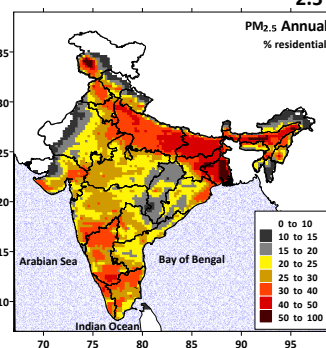 2.5
PM₂.₅ Annual
% residential
35
30
25
20
15
10
Arabian Sea
Bay of Bengal
Indian Ocean
0 to 10
10 to 15
15 to 20
20 to 25
25 to 30
30 to 40
40 to 50
50 to 100
70 75 80 85 90 95